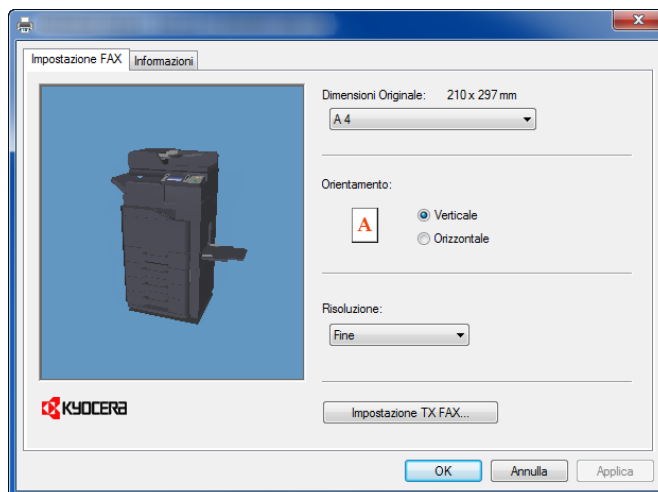 Impostazione FAX
Informazioni
Dimensioni Originale: 210 x 297 mm
A 4
Orientamento:
A
Verticale
Orizzontale
Risoluzione:
Fine
KYOCERA
Impostazione TX FAX...
OK
Annulla
Applica